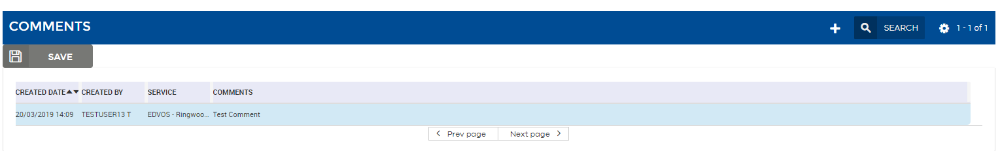 COMMENTS
SEARCH 1 - 1 of 1
SAVE
CREATED DATE CREATED BY SERVICE COMMENTS
20/03/2019 14:09 TESTUSER13 T EDVOS - Ringwoo... Test Comment
Prev page Next page